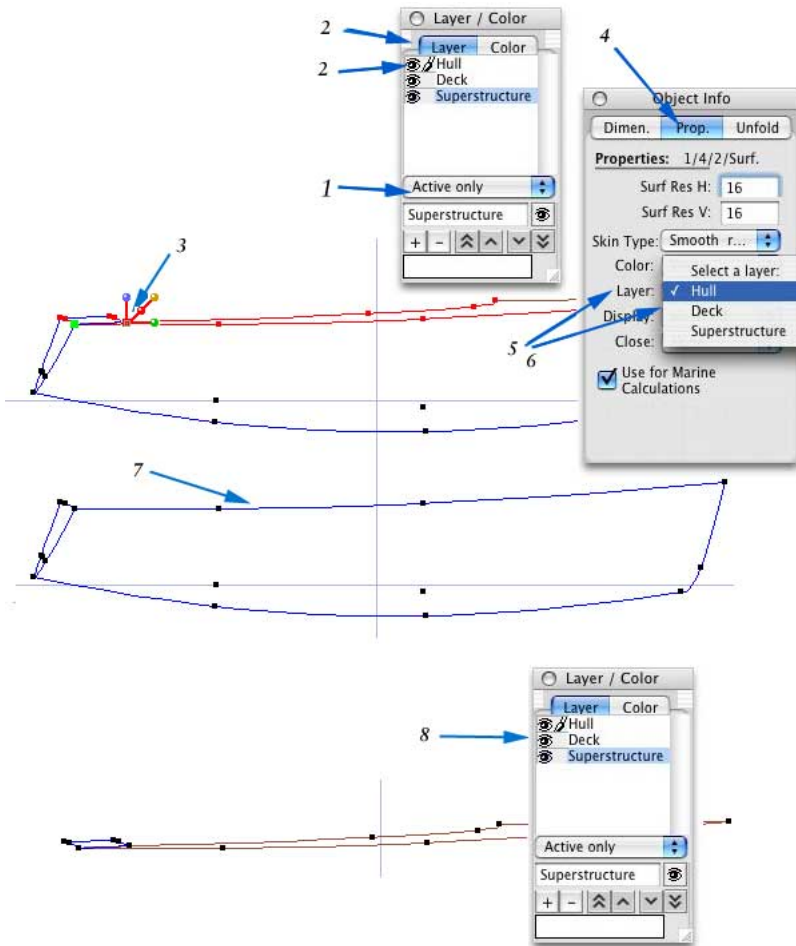 Layer / Color
2
Layer Color
2
Hull
Deck
Superstructure
1
Active only
Superstructure
+ -
4
Object Info
Dimen. Prop. Unfold
Properties: 1/4/2/Surf.
Surf Res H: 16
Surf Res V: 16
Skin Type: Smooth r...
Color:
Select a layer:
Layer: ✓ Hull
Deck
Display:
Superstructure
Close:
Use for Marine
Calculations
3
5
6
7
Layer / Color
Layer Color
8
Hull
Deck
Superstructure
Active only
Superstructure
+ -